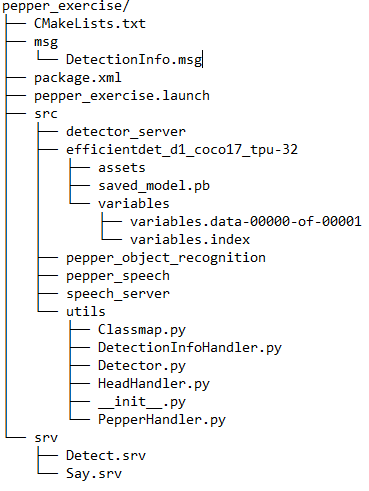 pepper_exercise/
├── CMakeLists.txt
├── msg
│   └── DetectionInfo.msg
├── package.xml
├── pepper_exercise.launch
├── src
│   ├── detector_server
│   ├── efficientdet_d1_coco17_tpu-32
│   │   ├── assets
│   │   ├── saved_model.pb
│   │   └── variables
│   │       ├── variables.data-00000-of-00001
│   │       └── variables.index
│   ├── pepper_object_recognition
│   ├── pepper_speech
│   ├── speech_server
│   └── utils
│       ├── Classmap.py
│       ├── DetectionInfoHandler.py
│       ├── Detector.py
│       ├── HeadHandler.py
│       ├── __init__.py
│       └── PepperHandler.py
└── srv
    ├── Detect.srv
    └── Say.srv